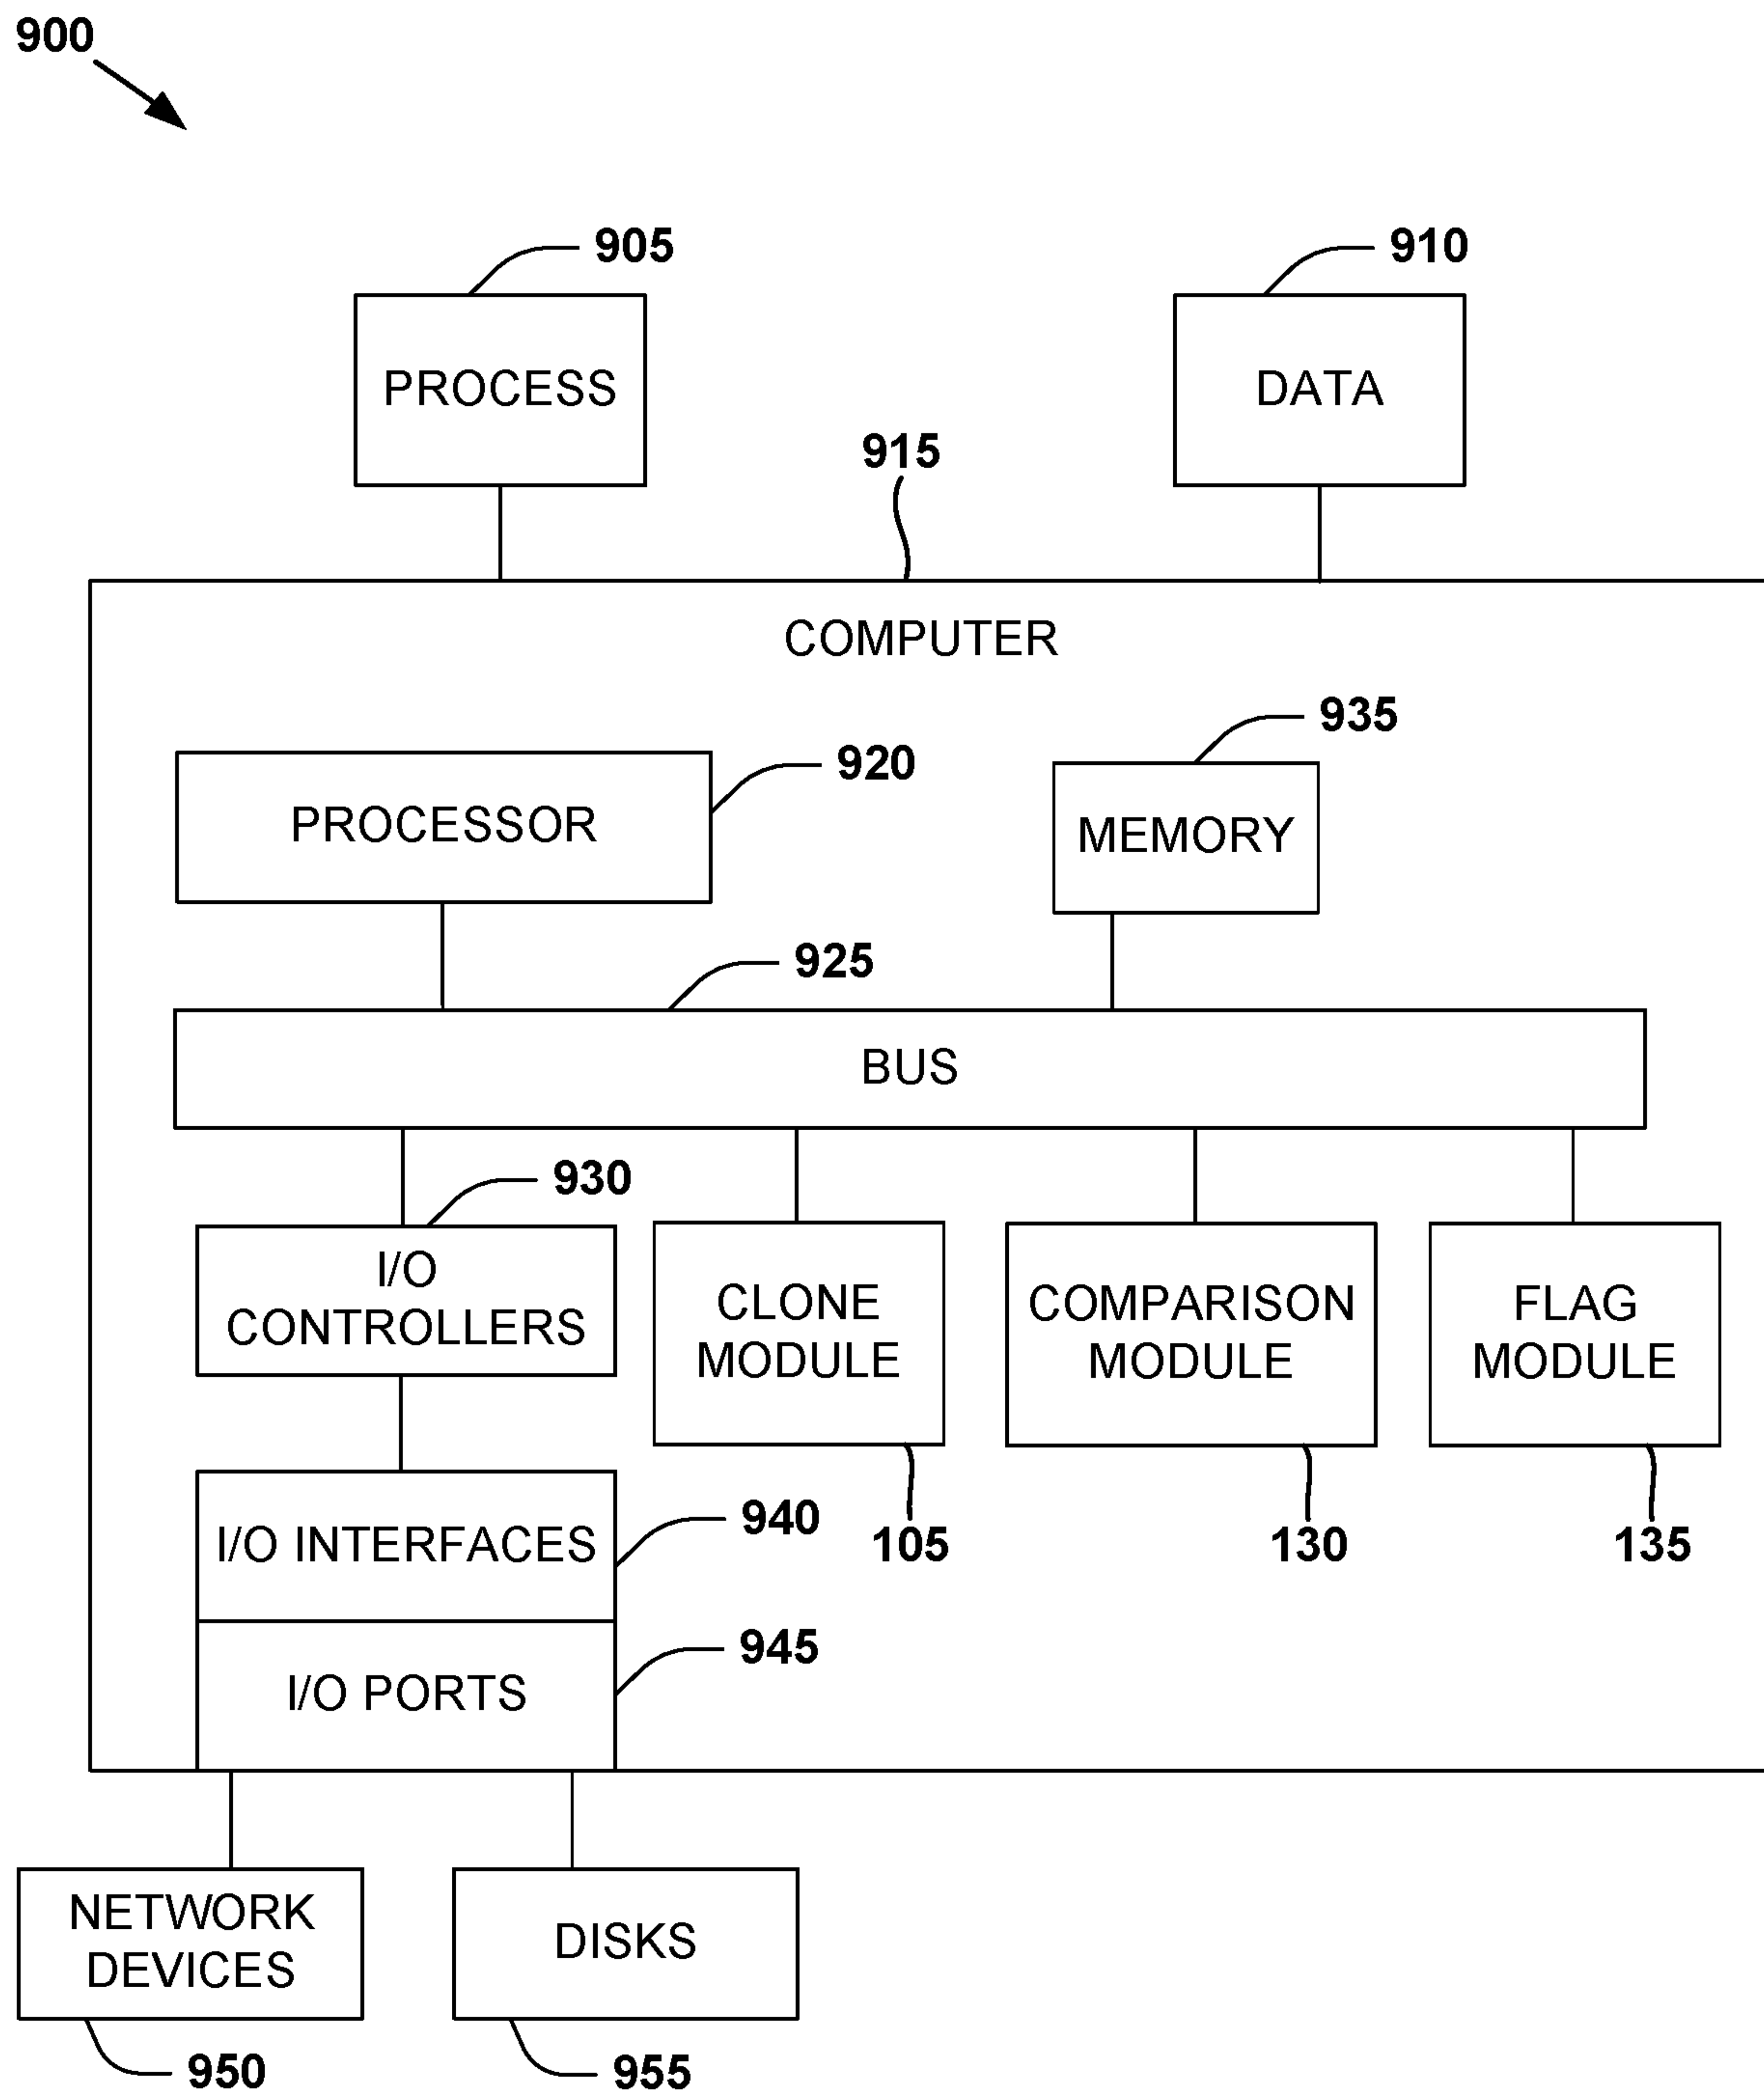 900
905
910
PROCESS
DATA
915
COMPUTER
935
920
PROCESSOR
MEMORY
925
BUS
930
I/O
CONTROLLERS
CLONE
MODULE
COMPARISON
MODULE
FLAG
MODULE
940
I/O INTERFACES
105
130
135
945
I/O PORTS
NETWORK
DEVICES
DISKS
950
955